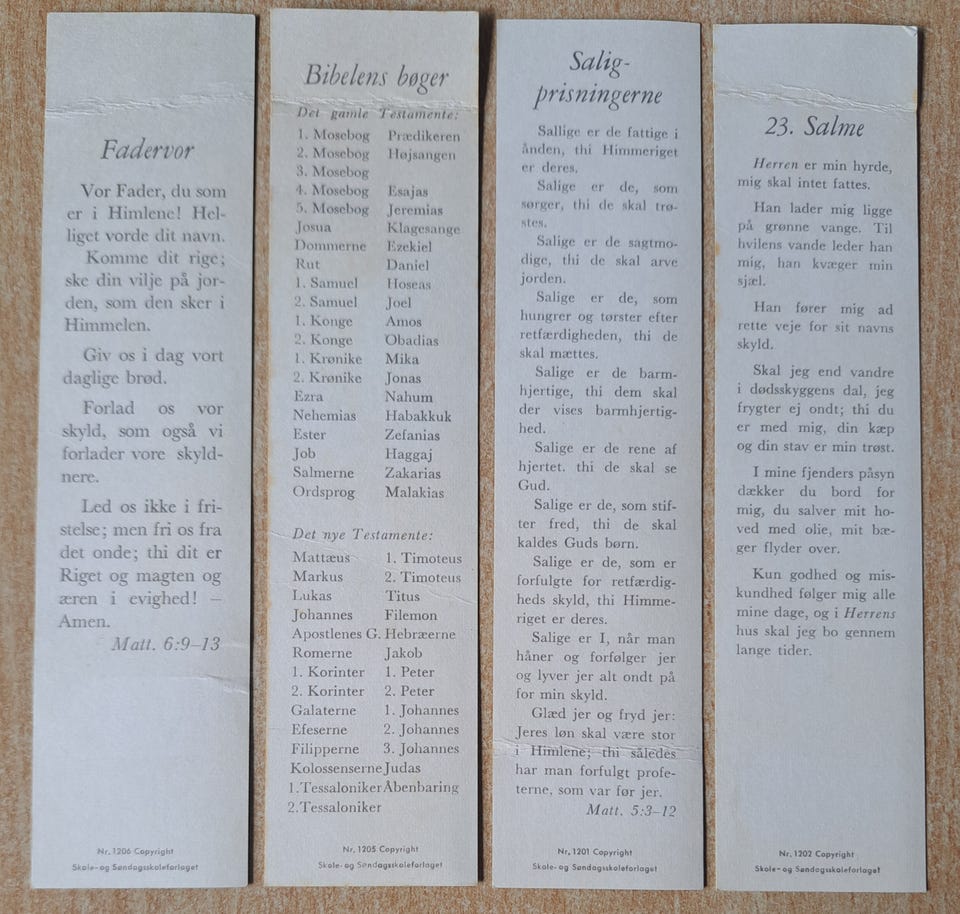 Fadervor
Vor Fader, du som
er i Himlene! Hel-
liget vorde dit navn.
Komme dit rige;
ske din vilje på jor-
den, som den sker i
Himmelen.
Giv os i dag vort
daglige brød.
Forlad os vor
skyld, som også vi
forlader vore skyld-
nere.
Led os ikke i fri-
stelse; men fri os fra
det onde; thi dit er
Riget og magten og
æren i evighed! –
Amen.
Matt. 6:9–13
Nr. 1206 Copyright
Skole- og Søndagsskoleforlaget
Bibelens bøger
Det gamle Testamente:
1. Mosebog Prædikeren
2. Mosebog Højsangen
3. Mosebog
4. Mosebog Esajas
5. Mosebog Jeremias
Josua Klagesange
Dommerne Ezekiel
Rut Daniel
1. Samuel Hoseas
2. Samuel Joel
1. Konge Amos
2. Konge Obadias
1. Krønike Mika
2. Krønike Jonas
Ezra Nahum
Nehemias Habakkuk
Ester Zefanias
Job Haggaj
Salmerne Zakarias
Ordsprog Malakias
Det nye Testamente:
Mattæus 1. Timoteus
Markus 2. Timoteus
Lukas Titus
Johannes Filemon
Apostlenes G. Hebræerne
Romerne Jakob
1. Korinter 1. Peter
2. Korinter 2. Peter
Galaterne 1. Johannes
Efeserne 2. Johannes
Filipperne 3. Johannes
Kolossenserne Judas
1. Tessaloniker Åbenbaring
2. Tessaloniker
Nr. 1205 Copyright
Skole- og Søndagsskoleforlaget
Salig-
prisningerne
Sallige er de fattige i
ånden, thi Himmeriget
er deres.
Salige er de, som
sørger, thi de skal trø-
stes.
Salige er de sagtmo-
dige, thi de skal arve
jorden.
Salige er de, som
hungrer og tørster efter
retfærdigheden, thi de
skal mættes.
Salige er de barm-
hjertige, thi dem skal
der vises barmhjertig-
hed.
Salige er de rene af
hjertet. thi de skal se
Gud.
Salige er de, som stif-
ter fred, thi de skal
kaldes Guds børn.
Salige er de, som er
forfulgte for retfærdig-
heds skyld, thi Himme-
riget er deres.
Salige er I, når man
håner og forfølger jer
og lyver jer alt ondt på
for min skyld.
Glæd jer og fryd jer:
Jeres løn skal være stor
i Himlene; thi således
har man forfulgt profe-
terne, som var før jer.
Matt. 5:3–12
Nr. 1201 Copyright
Skole- og Søndagsskoleforlaget
23. Salme
Herren er min hyrde,
mig skal intet fattes.
Han lader mig ligge
på grønne vange. Til
hvilens vande leder han
mig, han kvæger min
sjæl.
Han fører mig ad
rette veje for sit navns
skyld.
Skal jeg end vandre
i dødsskyggens dal, jeg
frygter ej ondt; thi du
er med mig, din kæp
og din stav er min trøst.
I mine fjenders påsyn
dækker du bord for
mig, du salver mit ho-
ved med olie, mit bæ-
ger flyder over.
Kun godhed og mis-
kundhed følger mig alle
mine dage, og i Herrens
hus skal jeg bo gennem
lange tider.
Nr. 1202 Copyright
Skole- og Søndagsskoleforlaget